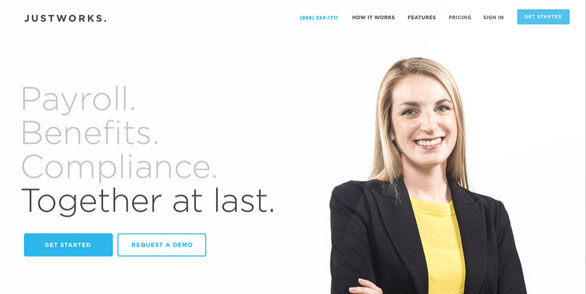 JUSTWORKS.
(888) 534-1711
HOW IT WORKS
FEATURES
PRICING
SIGN IN
GET STARTED
Payroll.
Benefits.
Compliance.
Together at last.
GET STARTED
REQUEST A DEMO